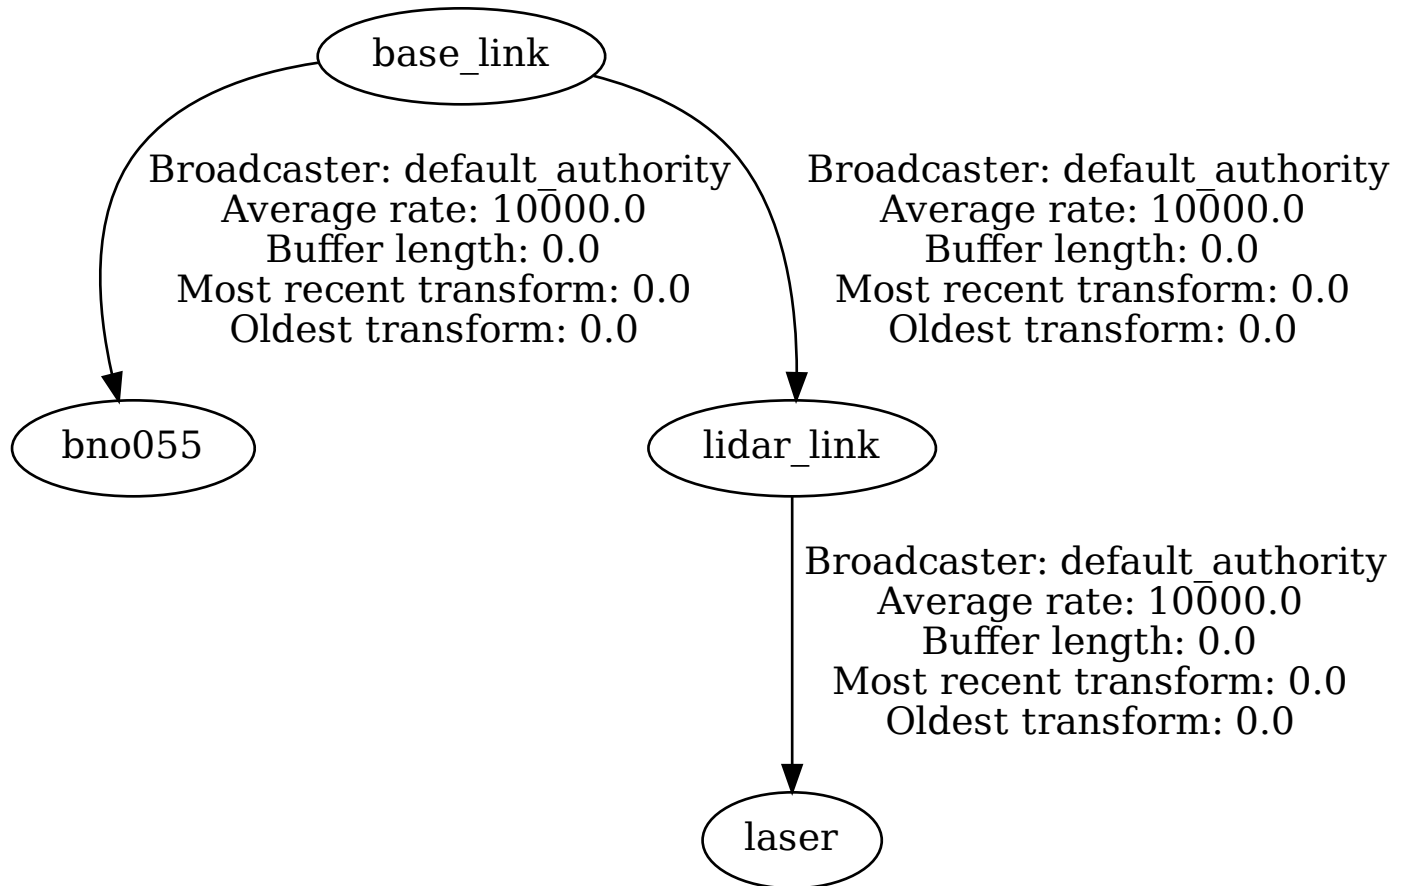 base_link
Broadcaster: default_authority
Average rate: 10000.0
Buffer length: 0.0
Most recent transform: 0.0
Oldest transform: 0.0
Broadcaster: default_authority
Average rate: 10000.0
Buffer length: 0.0
Most recent transform: 0.0
Oldest transform: 0.0
bno055
lidar_link
Broadcaster: default_authority
Average rate: 10000.0
Buffer length: 0.0
Most recent transform: 0.0
Oldest transform: 0.0
laser